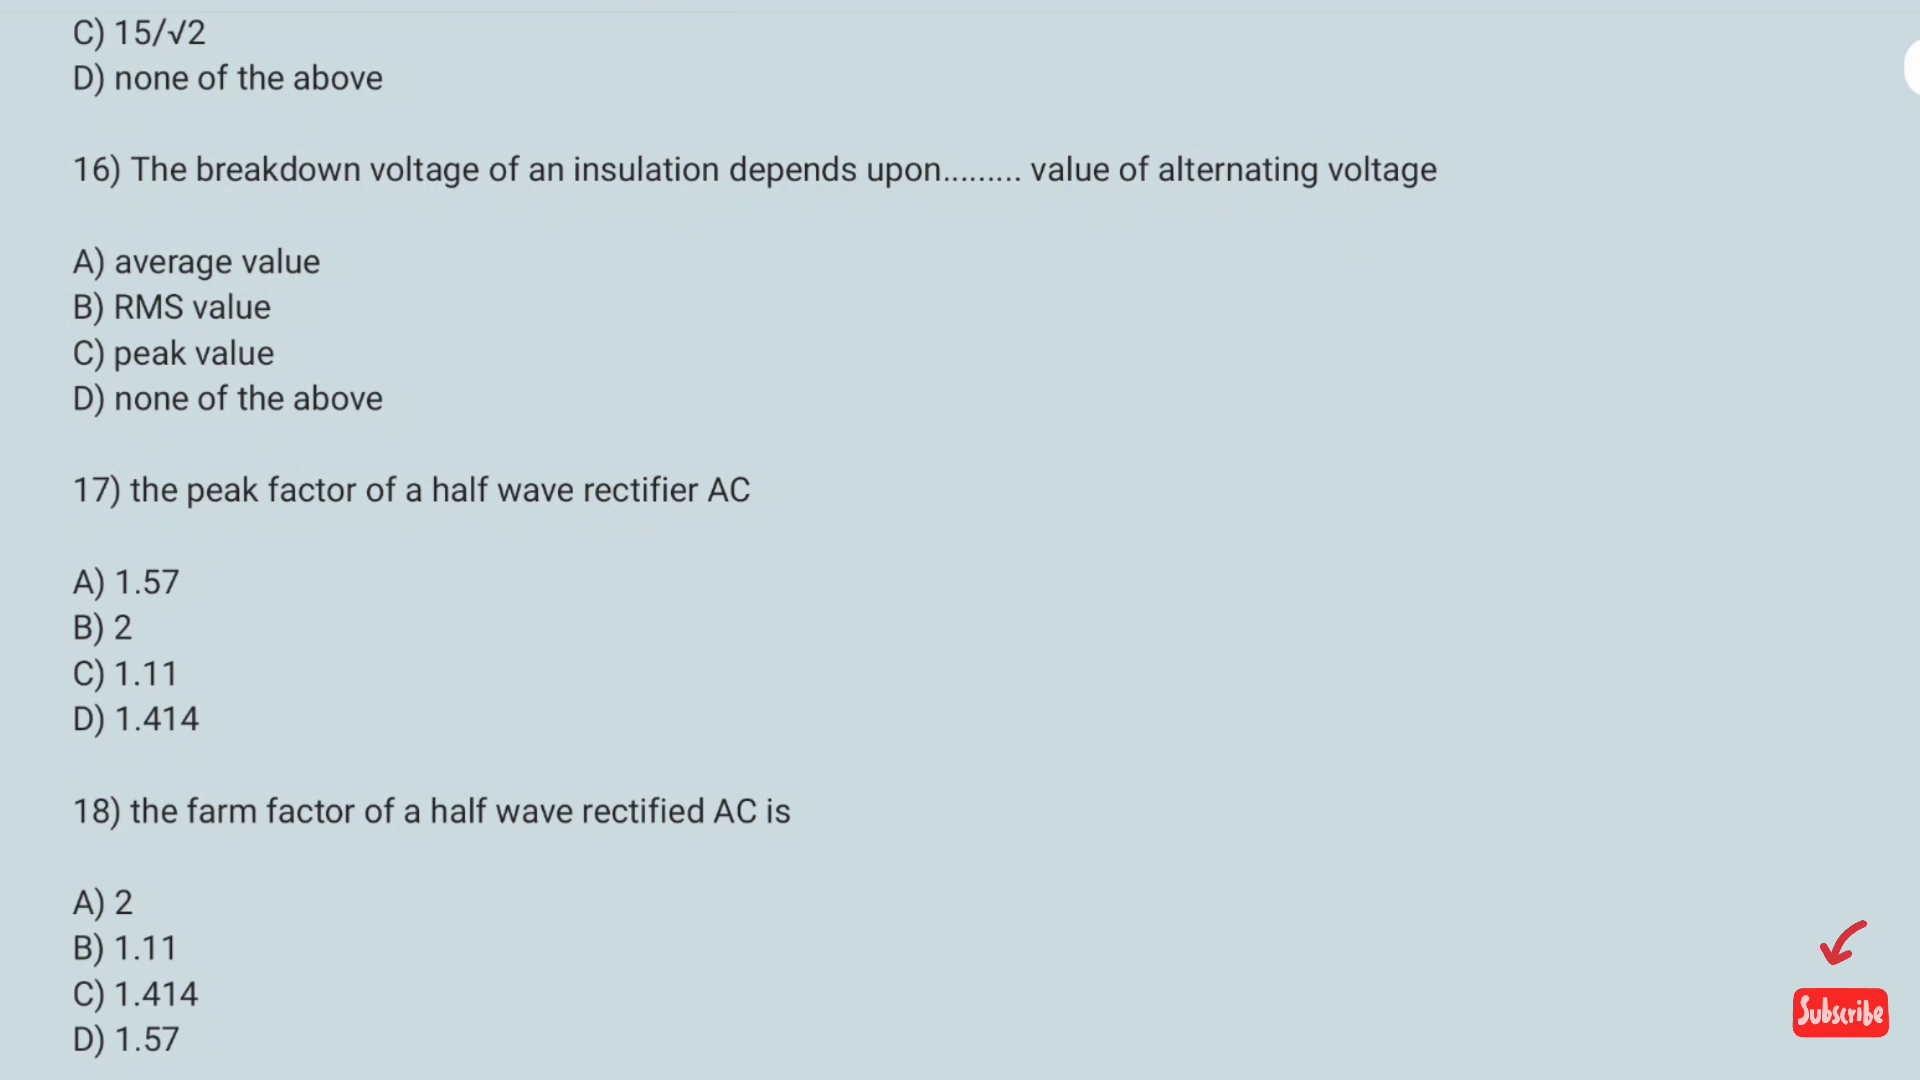 C) 15/√2
D) none of the above
16) The breakdown voltage of an insulation depends upon......... value of alternating voltage
A) average value
B) RMS value
C) peak value
D) none of the above
17) the peak factor of a half wave rectifier AC
A) 1.57
B) 2
C) 1.11
D) 1.414
18) the farm factor of a half wave rectified AC is
A) 2
B) 1.11
C) 1.414
D) 1.57
Subscribe